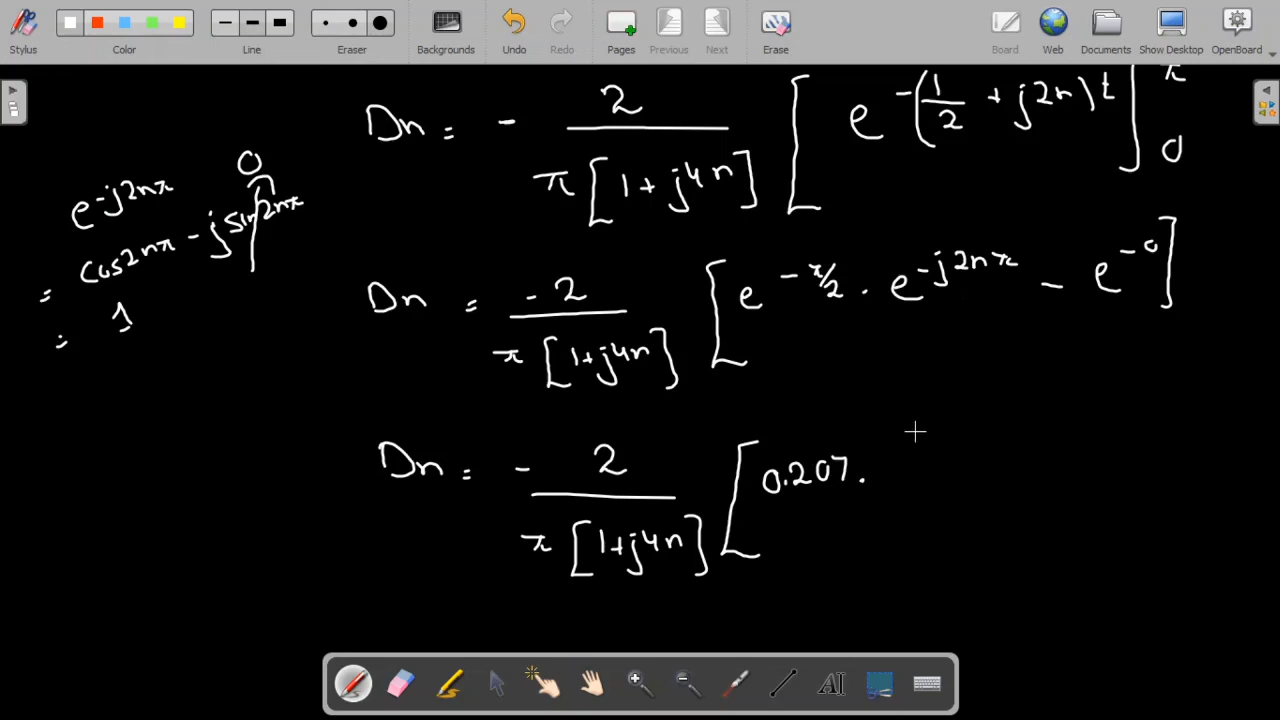 Stylus Color Line Eraser Backgrounds Undo Redo Pages Previous Next Erase Board Web Documents Show Desktop OpenBoard
Dn = - 2 / π[1 + j4n] [e^-(1/2 + j2n)t]_0^π
e^-j2nπ
= cos2nπ - jsin2nπ 0
= 1
Dn = -2 / π[1+j4n] [e^-π/2 . e^-j2nπ - e^-0]
Dn = - 2 / π[1+j4n] [0.207.